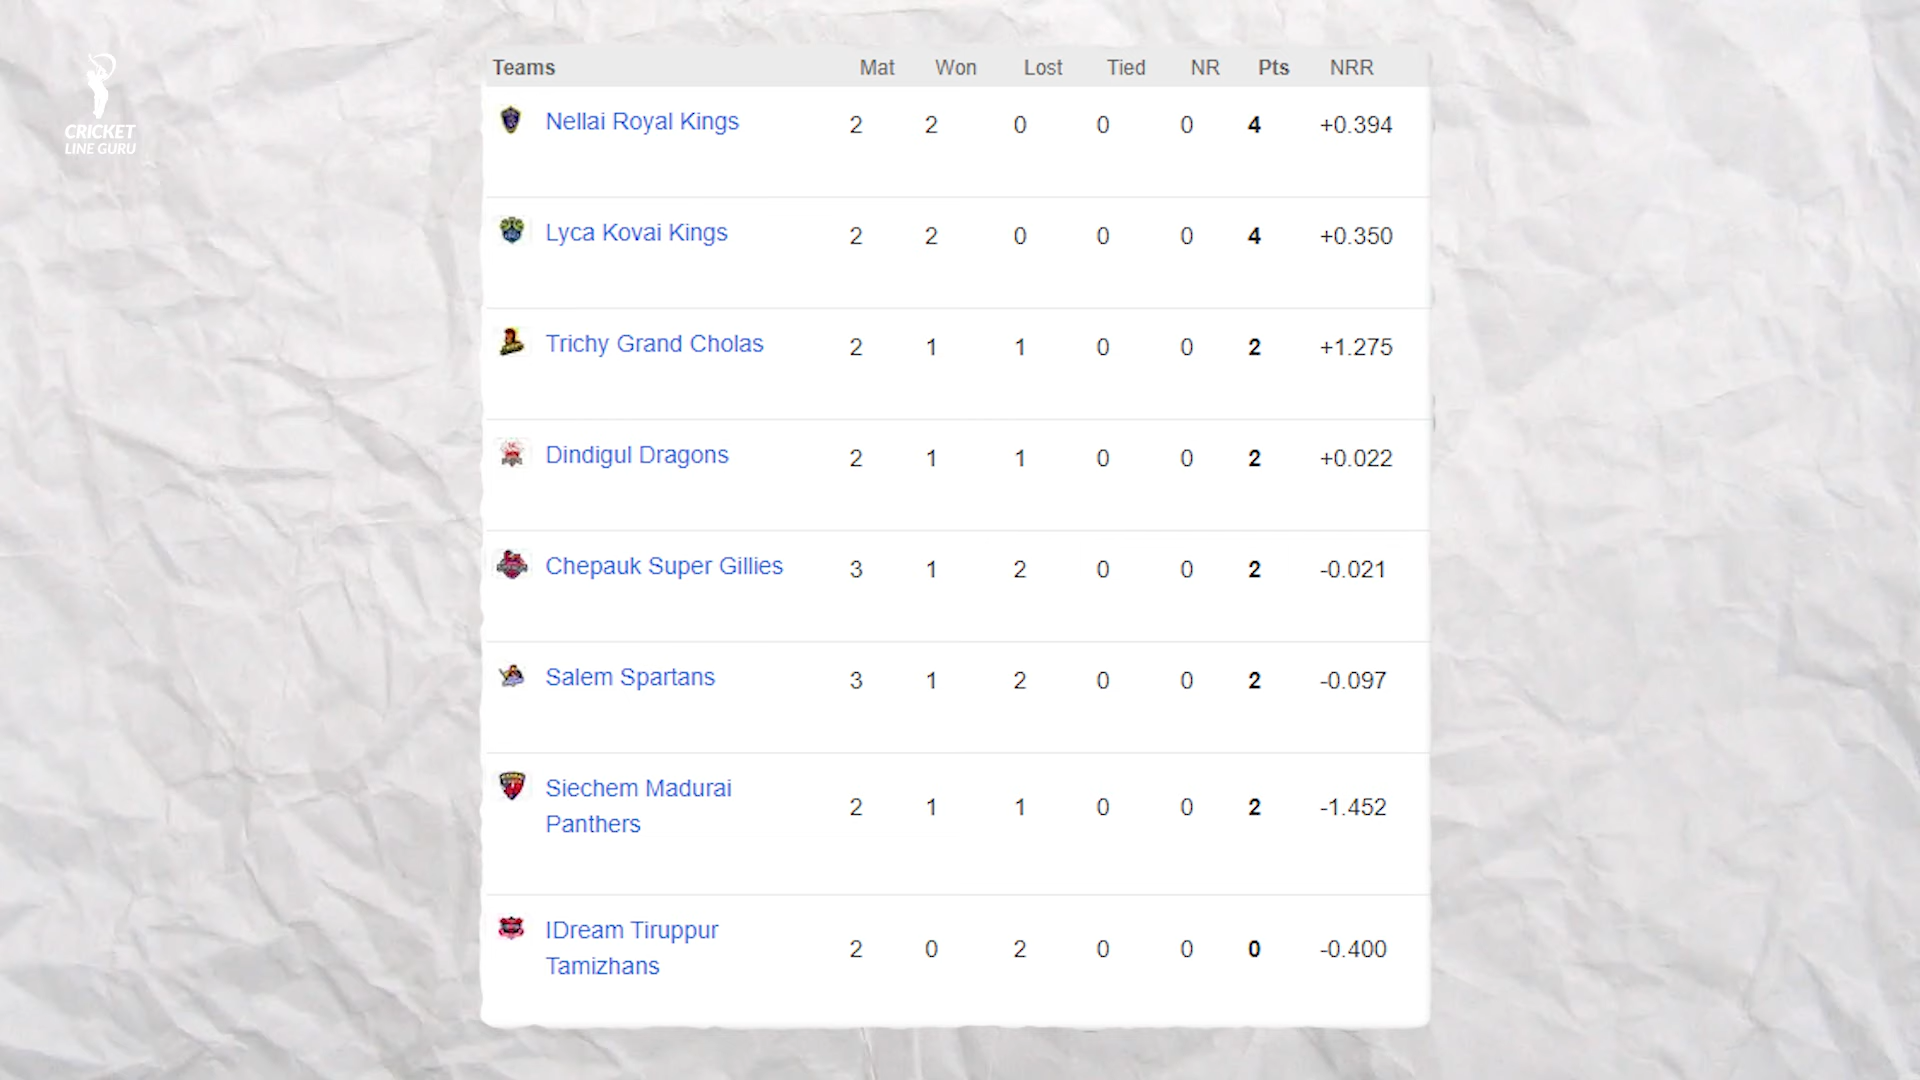 CRICKET
LINE GURU
Teams Mat Won Lost Tied NR Pts NRR
Nellai Royal Kings 2 2 0 0 0 4 +0.394
Lyca Kovai Kings 2 2 0 0 0 4 +0.350
Trichy Grand Cholas 2 1 1 0 0 2 +1.275
Dindigul Dragons 2 1 1 0 0 2 +0.022
Chepauk Super Gillies 3 1 2 0 0 2 -0.021
Salem Spartans 3 1 2 0 0 2 -0.097
Siechem Madurai
Panthers 2 1 1 0 0 2 -1.452
IDream Tiruppur
Tamizhans 2 0 2 0 0 0 -0.400